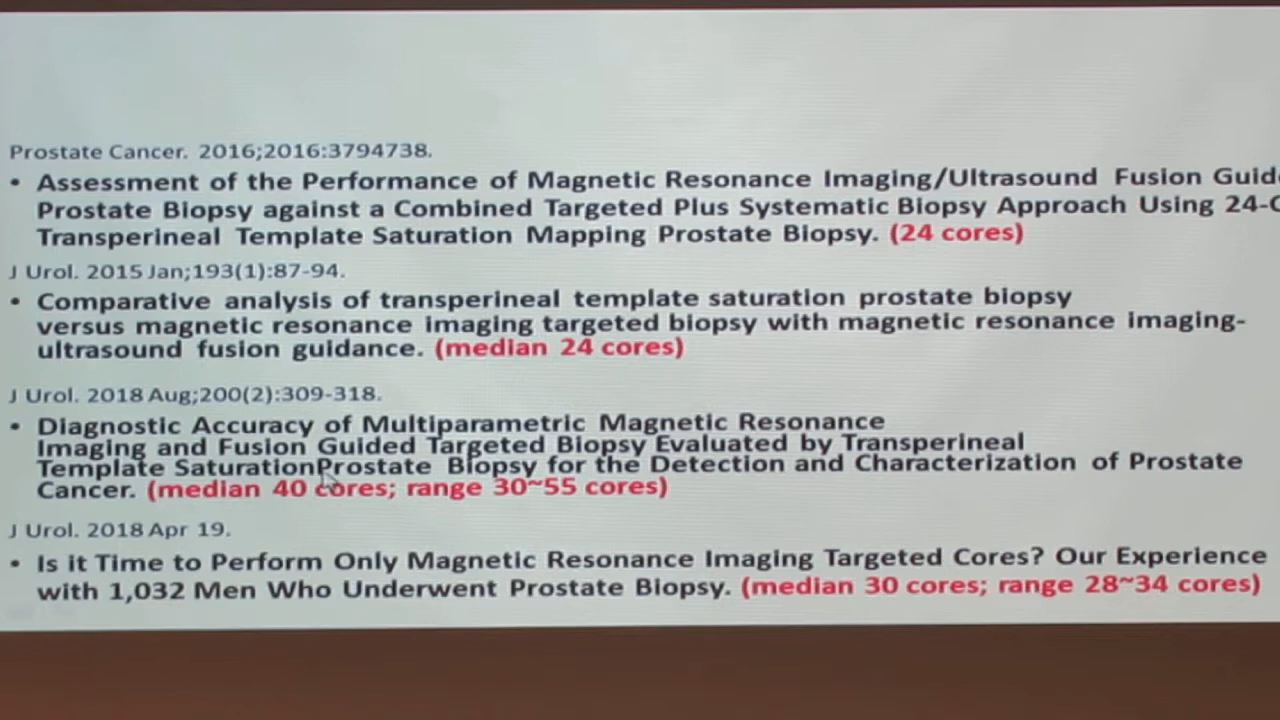 Prostate Cancer. 2016;2016:3794738.
• Assessment of the Performance of Magnetic Resonance Imaging/Ultrasound Fusion
Prostate Biopsy against a Combined Targeted Plus Systematic Biopsy Approach Using
Transperineal Template Saturation Mapping Prostate Biopsy. (24 cores)
J Urol. 2015 Jan;193(1):87-94.
• Comparative analysis of transperineal template saturation prostate biopsy
versus magnetic resonance imaging targeted biopsy with magnetic resonance imaging-
ultrasound fusion guidance. (median 24 cores)
J Urol. 2018 Aug;200(2):309-318.
• Diagnostic Accuracy of Multiparametric Magnetic Resonance
Imaging and Fusion Guided Targeted Biopsy Evaluated by Transperineal
Template SaturationProstate Biopsy for the Detection and Characterization of Prostate
Cancer. (median 40 cores; range 30~55 cores)
J Urol. 2018 Apr 19.
• Is it Time to Perform Only Magnetic Resonance Imaging Targeted Cores? Our Experience
with 1,032 Men Who Underwent Prostate Biopsy. (median 30 cores; range 28~34 cores)